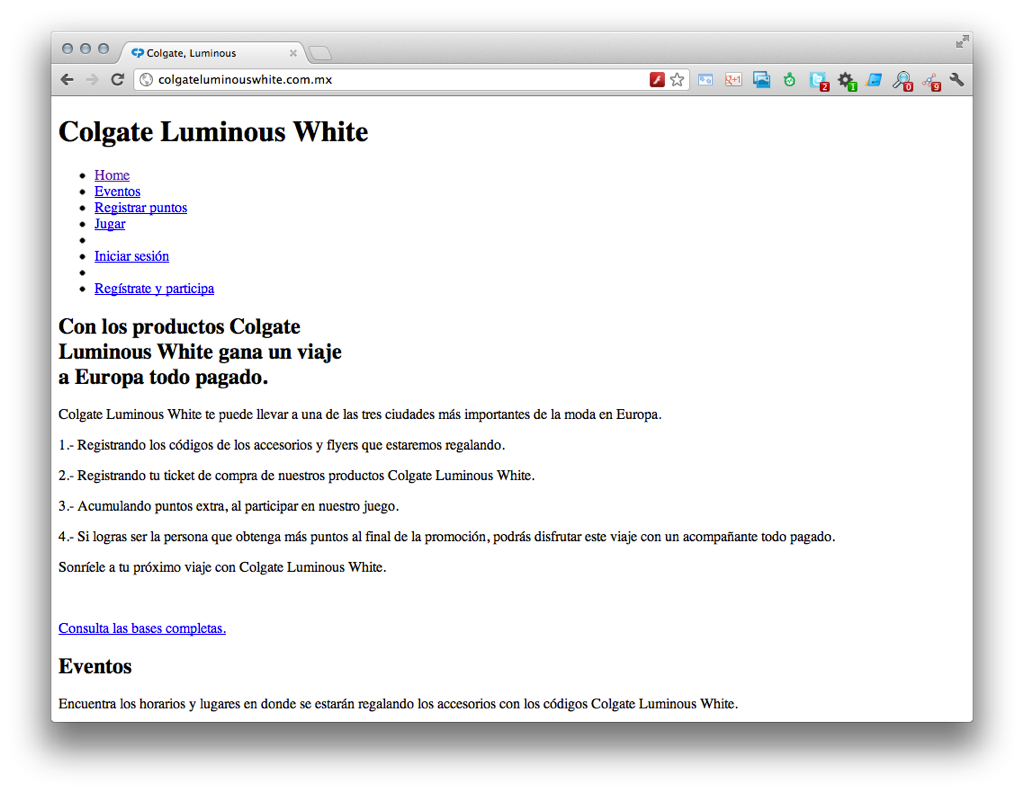 Colgate, Luminous
colgateluminouswhite.com.mx
g+1
2
1
0
9
Colgate Luminous White
Home
Eventos
Registrar puntos
Jugar
Iniciar sesión
Regístrate y participa
Con los productos Colgate
Luminous White gana un viaje
a Europa todo pagado.
Colgate Luminous White te puede llevar a una de las tres ciudades más importantes de la moda en Europa.
1.- Registrando los códigos de los accesorios y flyers que estaremos regalando.
2.- Registrando tu ticket de compra de nuestros productos Colgate Luminous White.
3.- Acumulando puntos extra, al participar en nuestro juego.
4.- Si logras ser la persona que obtenga más puntos al final de la promoción, podrás disfrutar este viaje con un acompañante todo pagado.
Sonríele a tu próximo viaje con Colgate Luminous White.
Consulta las bases completas.
Eventos
Encuentra los horarios y lugares en donde se estarán regalando los accesorios con los códigos Colgate Luminous White.